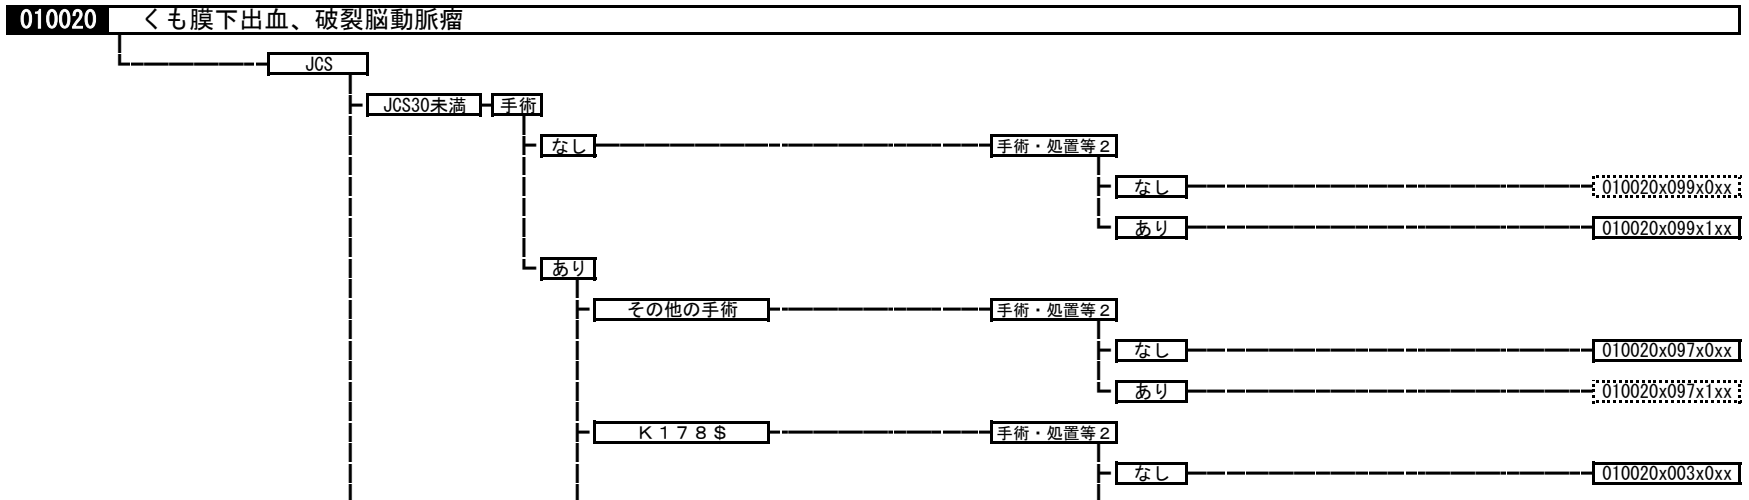 010020 くも膜下出血、破裂脳動脈瘤
JCS
JCS30未満 手術
なし 手術・処置等２
なし 010020x099x0xx
あり 010020x099x1xx
あり
その他の手術 手術・処置等２
なし 010020x097x0xx
あり 010020x097x1xx
Ｋ１７８＄ 手術・処置等２
なし 010020x003x0xx